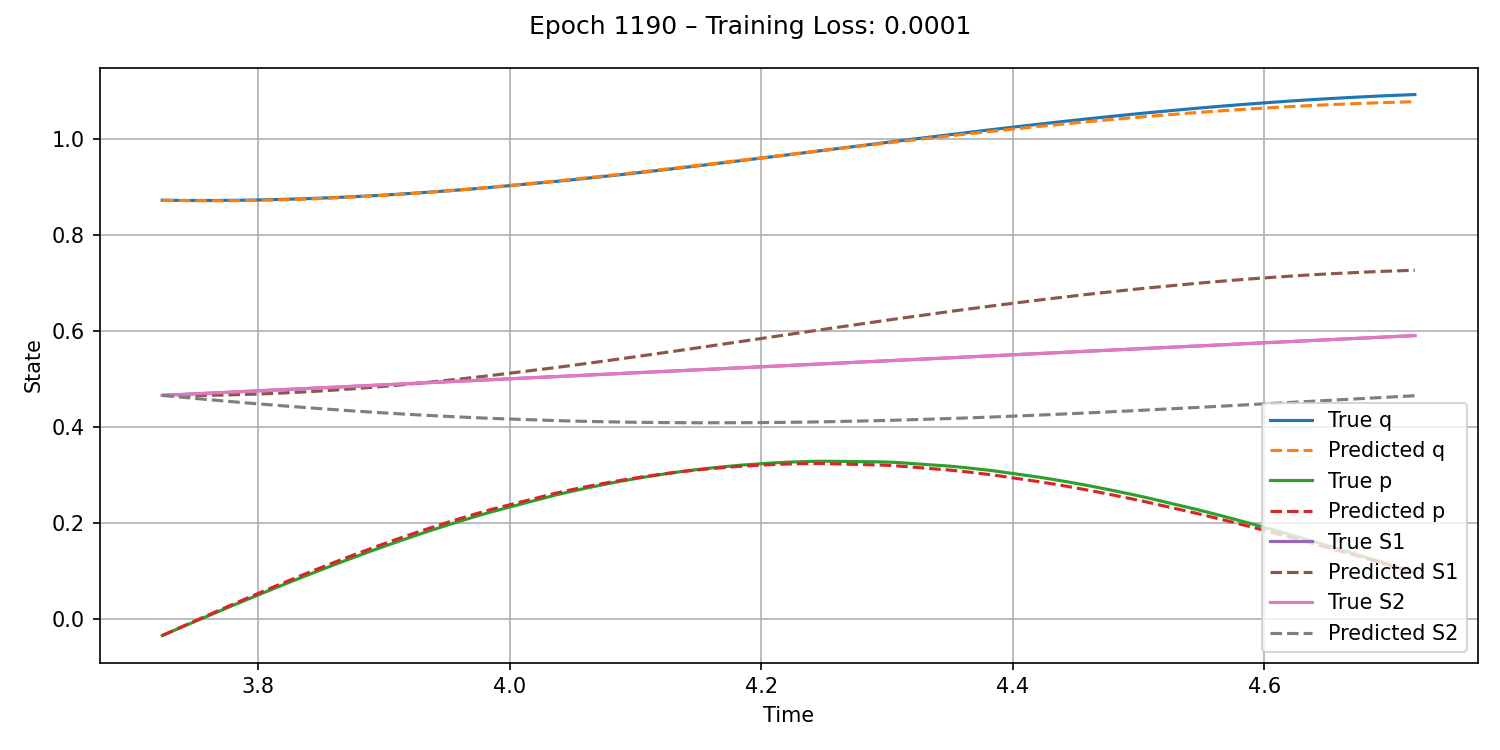 Epoch 1190 – Training Loss: 0.0001
State
1.0
0.8
0.6
0.4
0.2
0.0
True q
Predicted q
True p
Predicted p
True S1
Predicted S1
True S2
Predicted S2
3.8
4.0
4.2
4.4
4.6
Time